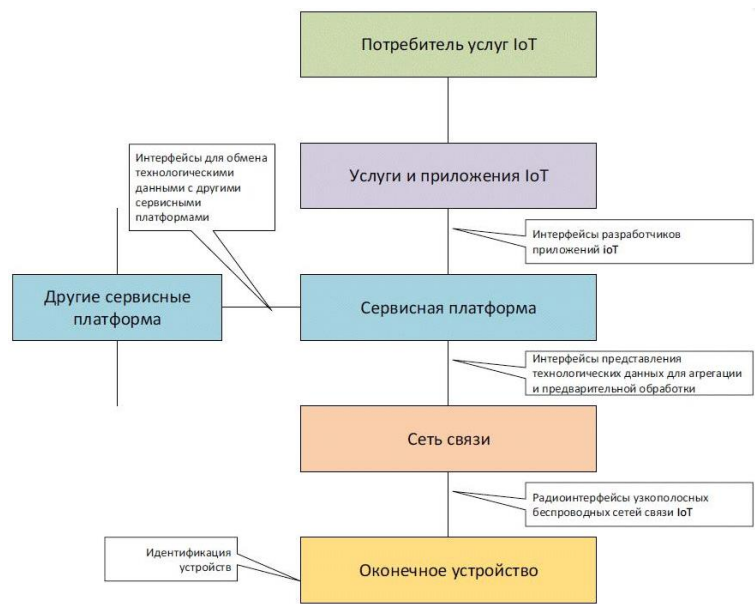 Потребитель услуг IoT
Интерфейсы для обмена
технологическими
данными с другими
сервисными
платформами
Услуги и приложения IoT
Интерфейсы разработчиков
приложений ioT
Другие сервисные
платформа
Сервисная платформа
Интерфейсы представления
технологических данных для агрегации
и предварительной обработки
Сеть связи
Радиоинтерфейсы узкополосных
беспроводных сетей связи IoT
Идентификация
устройств
Оконечное устройство